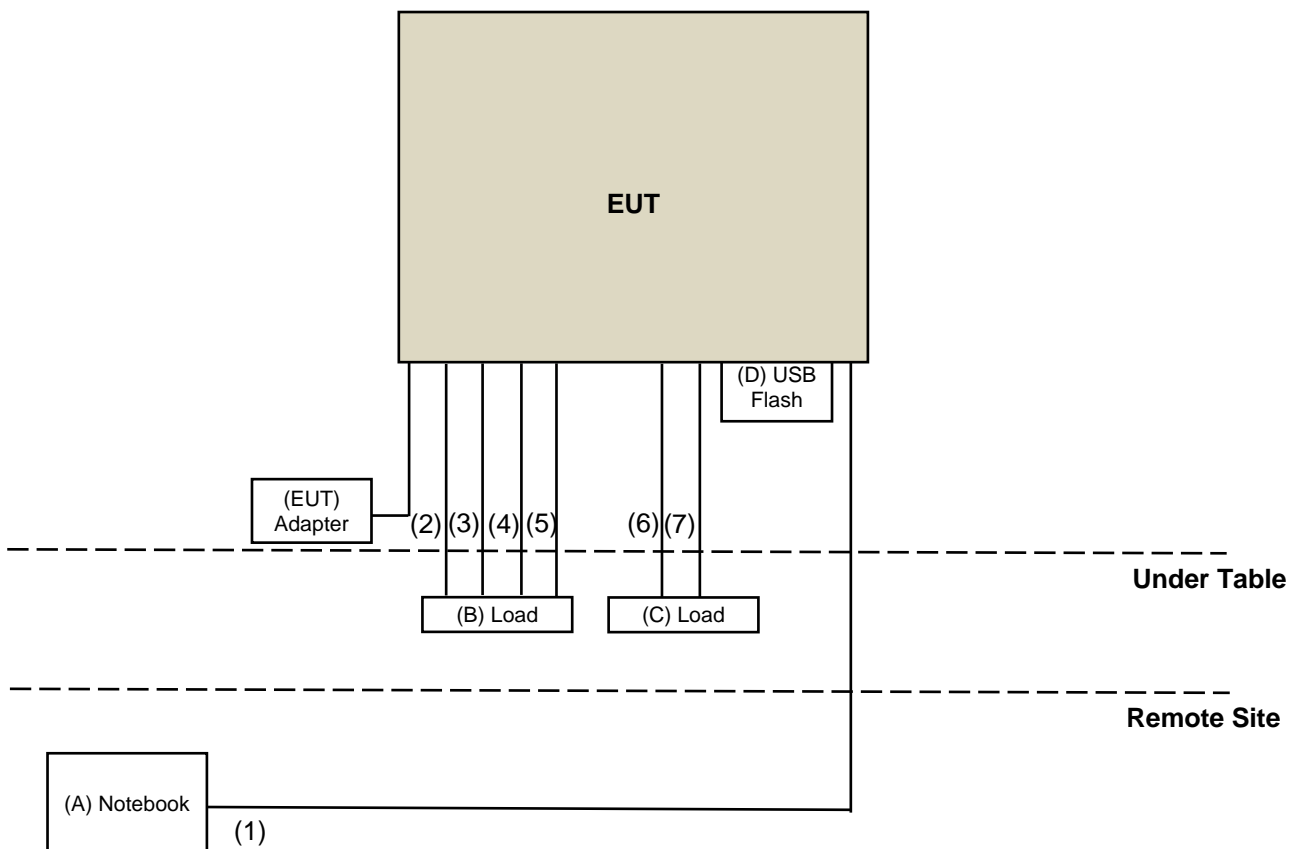 EUT
(D) USB
Flash
(EUT)
Adapter
(2) (3) (4) (5) (6) (7)
Under Table
(B) Load (C) Load
Remote Site
(A) Notebook
(1)